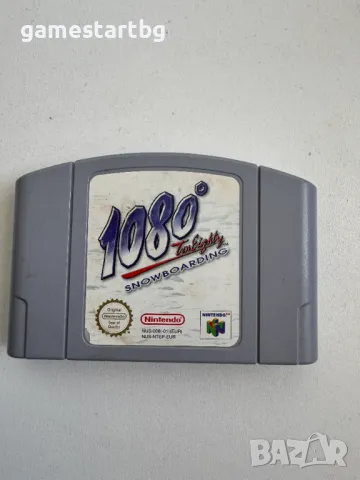 gamestartbg
1080°
TenEighty
SNOWBOARDING
Original
Nintendo
Seal of
Quality
Nintendo
NINTENDO 64
NUS-NTEP-EUR
BAZAR